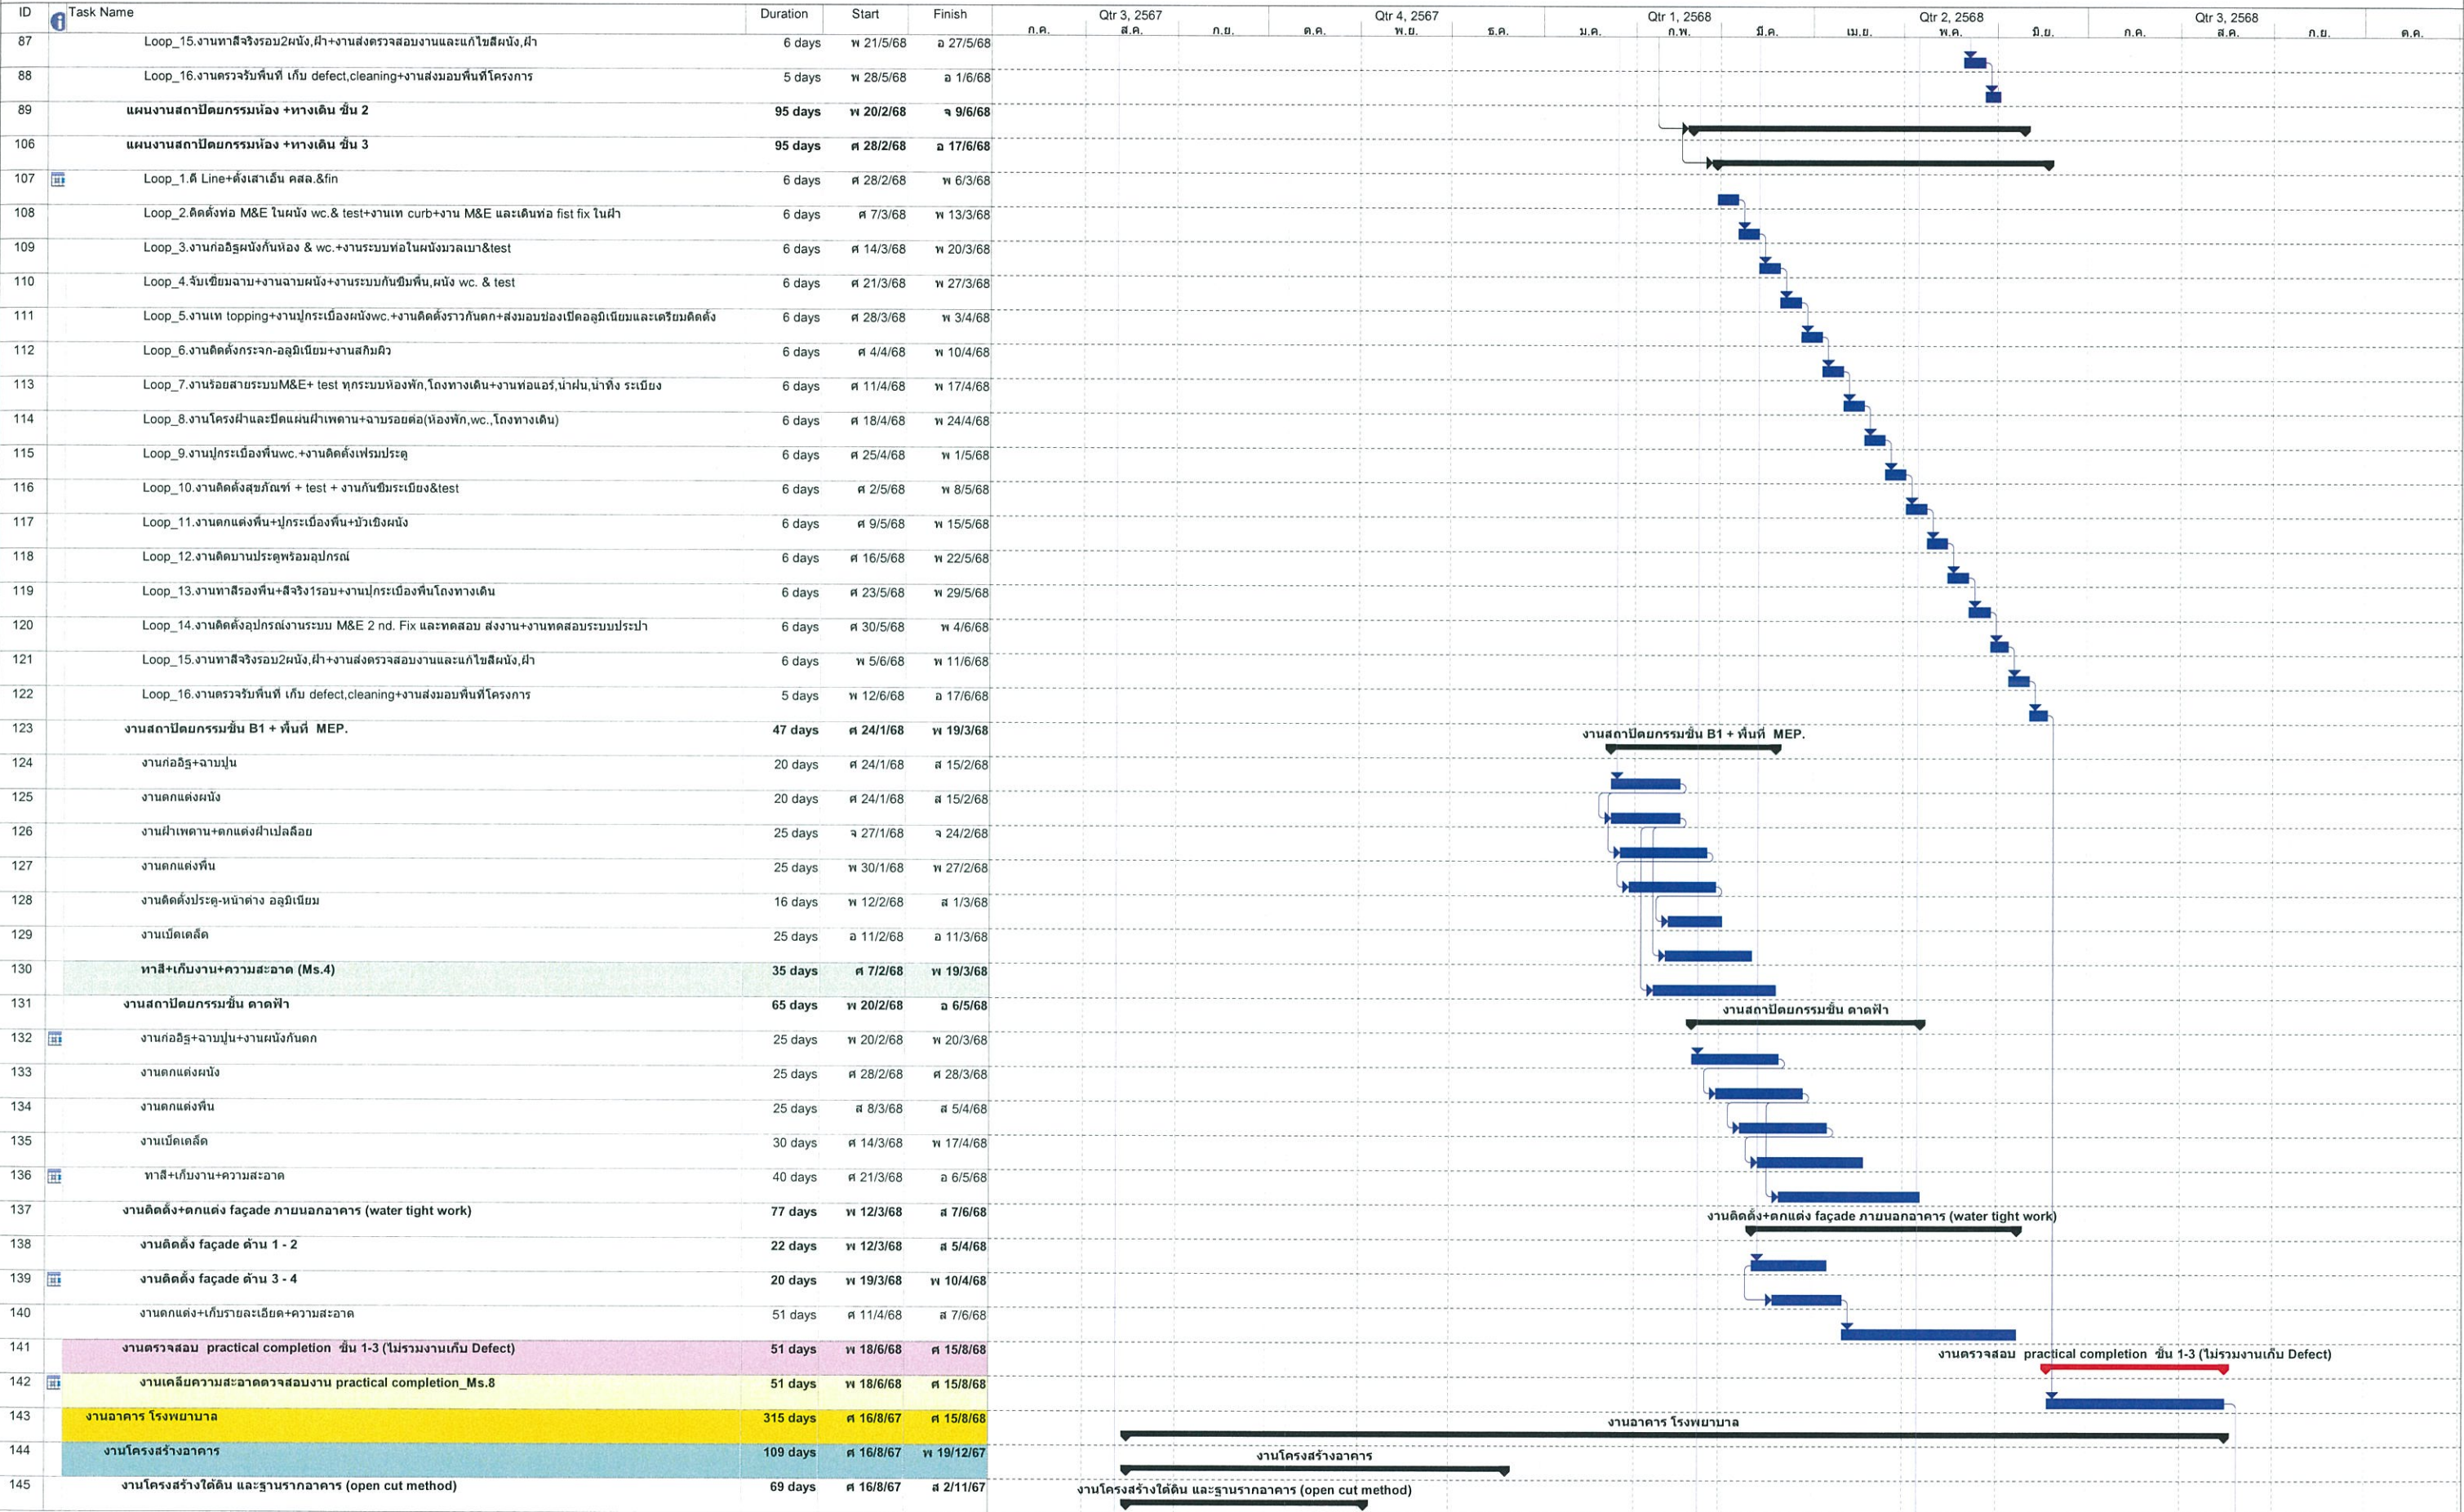 ID Task Name Duration Start Finish Qtr 3, 2567 Qtr 4, 2567 Qtr 1, 2568 Qtr 2, 2568 Qtr 3, 2568
ก.ค. ส.ค. ก.ย. ต.ค. พ.ย. ธ.ค. ม.ค. ก.พ. มี.ค. เม.ย. พ.ค. มิ.ย. ก.ค. ส.ค. ก.ย. ต.ค.
87 Loop_15.งานทาสีจริงรอบ2ผนัง,ฝ้า+งานส่งตรวจสอบงานและแก้ไขสีผนัง,ฝ้า 6 days พ 21/5/68 อ 27/5/68
88 Loop_16.งานตรวจรับพื้นที่ เก็บ defect,cleaning+งานส่งมอบพื้นที่โครงการ 5 days พ 28/5/68 อ 1/6/68
89 แผนงานสถาปัตยกรรมห้อง +ทางเดิน ชั้น 2 95 days พ 20/2/68 จ 9/6/68
106 แผนงานสถาปัตยกรรมห้อง +ทางเดิน ชั้น 3 95 days ศ 28/2/68 อ 17/6/68
107 Loop_1.ตี Line+ตั้งเสาเอ็น คสล.&fin 6 days ศ 28/2/68 พ 6/3/68
108 Loop_2.ติดตั้งท่อ M&E ในผนัง wc.& test+งานเท curb+งาน M&E และเดินท่อ fist fix ในฝ้า 6 days ศ 7/3/68 พ 13/3/68
109 Loop_3.งานก่ออิฐผนังกั้นห้อง & wc.+งานระบบท่อในผนังมวลเบา&test 6 days ศ 14/3/68 พ 20/3/68
110 Loop_4.จับเซี้ยมฉาบ+งานฉาบผนัง+งานระบบกันซึมพื้น,ผนัง wc. & test 6 days ศ 21/3/68 พ 27/3/68
111 Loop_5.งานเท topping+งานปูกระเบื้องผนังwc.+งานติดตั้งราวกันตก+ส่งมอบช่องเปิดอลูมิเนียมและเตรียมติดตั้ง 6 days ศ 28/3/68 พ 3/4/68
112 Loop_6.งานติดตั้งกระจก-อลูมิเนียม+งานสกิมผิว 6 days ศ 4/4/68 พ 10/4/68
113 Loop_7.งานร้อยสายระบบM&E+ test ทุกระบบห้องพัก,โถงทางเดิน+งานท่อแอร์,น้ำฝน,น้ำทิ้ง ระเบียง 6 days ศ 11/4/68 พ 17/4/68
114 Loop_8.งานโครงฝ้าและปิดแผ่นฝ้าเพดาน+ฉาบรอยต่อ(ห้องพัก,wc.,โถงทางเดิน) 6 days ศ 18/4/68 พ 24/4/68
115 Loop_9.งานปูกระเบื้องพื้นwc.+งานติดตั้งเฟรมประตู 6 days ศ 25/4/68 พ 1/5/68
116 Loop_10.งานติดตั้งสุขภัณฑ์ + test + งานกันซึมระเบียง&test 6 days ศ 2/5/68 พ 8/5/68
117 Loop_11.งานตกแต่งพื้น+ปูกระเบื้องพื้น+บัวเชิงผนัง 6 days ศ 9/5/68 พ 15/5/68
118 Loop_12.งานติดบานประตูพร้อมอุปกรณ์ 6 days ศ 16/5/68 พ 22/5/68
119 Loop_13.งานทาสีรองพื้น+สีจริง1รอบ+งานปุกระเบื้องพื้นโถงทางเดิน 6 days ศ 23/5/68 พ 29/5/68
120 Loop_14.งานติดตั้งอุปกรณ์งานระบบ M&E 2 nd. Fix และทดสอบ ส่งงาน+งานทดสอบระบบประปา 6 days ศ 30/5/68 พ 4/6/68
121 Loop_15.งานทาสีจริงรอบ2ผนัง,ฝ้า+งานส่งตรวจสอบงานและแก้ไขสีผนัง,ฝ้า 6 days พ 5/6/68 พ 11/6/68
122 Loop_16.งานตรวจรับพื้นที่ เก็บ defect,cleaning+งานส่งมอบพื้นที่โครงการ 5 days พ 12/6/68 อ 17/6/68
123 งานสถาปัตยกรรมชั้น B1 + พื้นที่ MEP. 47 days ศ 24/1/68 พ 19/3/68 งานสถาปัตยกรรมชั้น B1 + พื้นที่ MEP.
124 งานก่ออิฐ+ฉาบปูน 20 days ศ 24/1/68 ส 15/2/68
125 งานตกแต่งผนัง 20 days ศ 24/1/68 ส 15/2/68
126 งานฝ้าเพดาน+ตกแต่งฝ้าเปลลือย 25 days จ 27/1/68 จ 24/2/68
127 งานตกแต่งพื้น 25 days พ 30/1/68 พ 27/2/68
128 งานติดตั้งประตู-หน้าต่าง อลูมิเนียม 16 days พ 12/2/68 ส 1/3/68
129 งานเบ็ดเตล็ด 25 days อ 11/2/68 อ 11/3/68
130 ทาสี+เก็บงาน+ความสะอาด (Ms.4) 35 days ศ 7/2/68 พ 19/3/68
131 งานสถาปัตยกรรมชั้น ดาดฟ้า 65 days พ 20/2/68 อ 6/5/68 งานสถาปัตยกรรมชั้น ดาดฟ้า
132 งานก่ออิฐ+ฉาบปูน+งานผนังกันตก 25 days พ 20/2/68 พ 20/3/68
133 งานตกแต่งผนัง 25 days ศ 28/2/68 ศ 28/3/68
134 งานตกแต่งพื้น 25 days ส 8/3/68 ส 5/4/68
135 งานเบ็ดเตล็ด 30 days ศ 14/3/68 พ 17/4/68
136 ทาสี+เก็บงาน+ความสะอาด 40 days ศ 21/3/68 อ 6/5/68
137 งานติดตั้ง+ตกแต่ง façade ภายนอกอาคาร (water tight work) 77 days พ 12/3/68 ส 7/6/68 งานติดตั้ง+ตกแต่ง façade ภายนอกอาคาร (water tight work)
138 งานติดตั้ง façade ด้าน 1 - 2 22 days พ 12/3/68 ส 5/4/68
139 งานติดตั้ง façade ด้าน 3 - 4 20 days พ 19/3/68 พ 10/4/68
140 งานตกแต่ง+เก็บรายละเอียด+ความสะอาด 51 days ศ 11/4/68 ส 7/6/68
141 งานตรวจสอบ practical completion ชั้น 1-3 (ไม่รวมงานเก็บ Defect) 51 days พ 18/6/68 ศ 15/8/68 งานตรวจสอบ practical completion ชั้น 1-3 (ไม่รวมงานเก็บ Defect)
142 งานเคลียความสะอาดตวจสอบงาน practical completion_Ms.8 51 days พ 18/6/68 ศ 15/8/68
143 งานอาคาร โรงพยาบาล 315 days ศ 16/8/67 ศ 15/8/68 งานอาคาร โรงพยาบาล
144 งานโครงสร้างอาคาร 109 days ศ 16/8/67 พ 19/12/67 งานโครงสร้างอาคาร
145 งานโครงสร้างใต้ดิน และฐานรากอาคาร (open cut method) 69 days ศ 16/8/67 ส 2/11/67 งานโครงสร้างใต้ดิน และฐานรากอาคาร (open cut method)